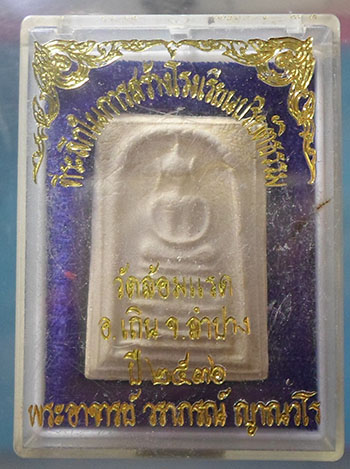 ที่ระลึกในการสร้างโรงเรียนปริยัติธรรม
วัดล้อมแรด
อ.เถิน จ.ลำปาง
ปี ๒๕๓๖
พระอาจารย์ วราภรณ์ ญาณวโร